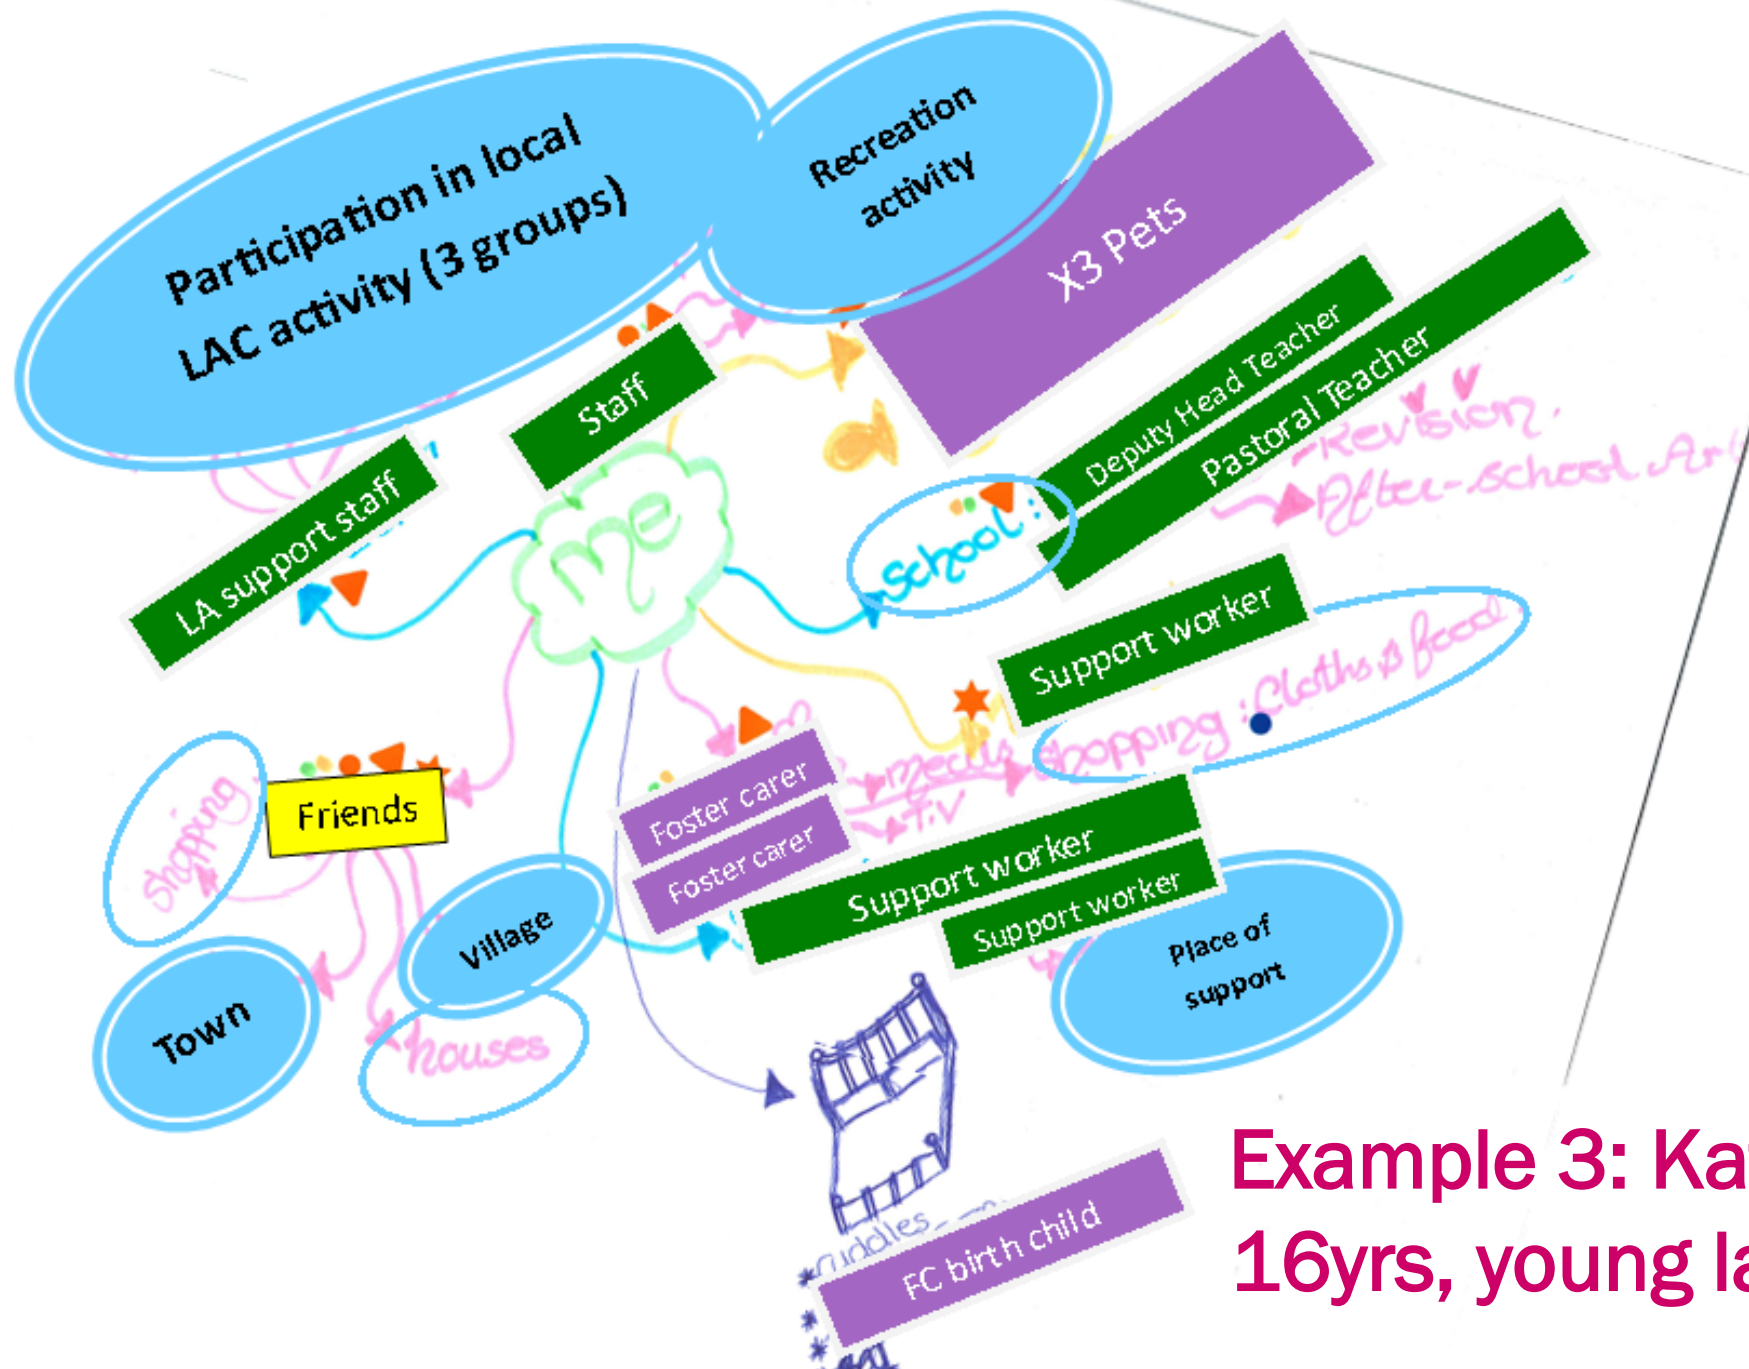 Participation in local
LAC activity (3 groups)
Recreation
activity
X3 Pets
Staff
Deputy Head Teacher
Pastoral Teacher
Revision.
After-school Art
LA support staff
me
school:
Support worker
shopping: Cloths & food
meals
T.V
Foster carer
Foster carer
Friends
shopping
Support worker
Support worker
Village
Place of
support
Town
houses
cuddles
FC birth child
Example 3: Ka
16yrs, young la